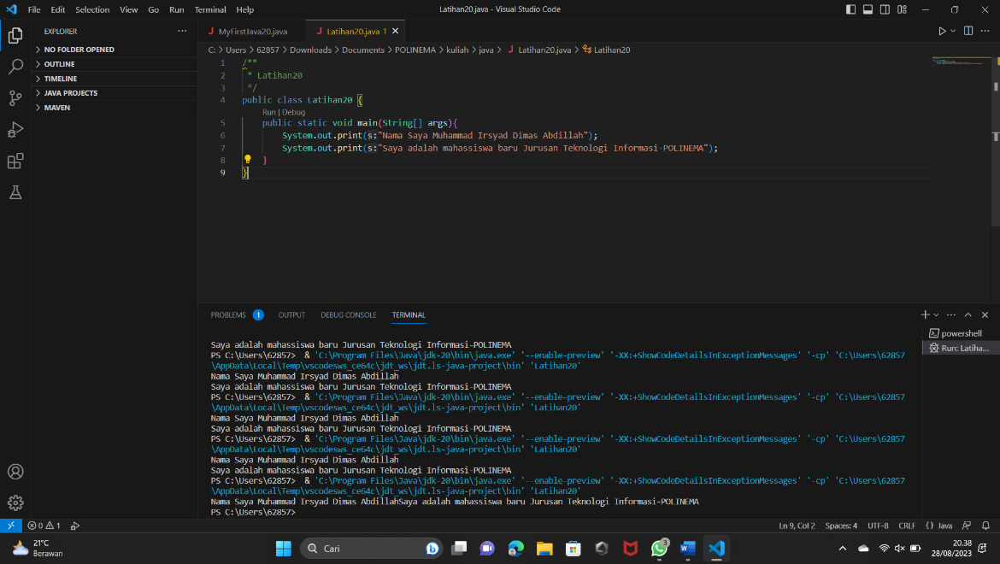 File Edit Selection View Go Run Terminal Help
Latihan20.java - Visual Studio Code
EXPLORER
NO FOLDER OPENED
OUTLINE
TIMELINE
JAVA PROJECTS
MAVEN
MyFirstJava20.java
Latihan20.java 1
C: > Users > 62857 > Downloads > Documents > POLINEMA > kuliah > java > Latihan20.java > Latihan20
1 /**
2 * Latihan20
3 */
4 public class Latihan20 {
Run | Debug
5 public static void main(String[] args){
6 System.out.print(s:"Nama Saya Muhammad Irsyad Dimas Abdillah");
7 System.out.print(s:"Saya adalah mahassiswa baru Jurusan Teknologi Informasi-POLINEMA");
8 }
9 }
PROBLEMS 1 OUTPUT DEBUG CONSOLE TERMINAL
powershell
Run: Latiha...
Saya adalah mahassiswa baru Jurusan Teknologi Informasi-POLINEMA
PS C:\Users\62857> & 'C:\Program Files\Java\jdk-20\bin\java.exe' '--enable-preview' '-XX:+ShowCodeDetailsInExceptionMessages' '-cp' 'C:\Users\62857
\AppData\Local\Temp\vscodesws_ce64c\jdt_ws\jdt.ls-java-project\bin' 'Latihan20'
Nama Saya Muhammad Irsyad Dimas Abdillah
Saya adalah mahassiswa baru Jurusan Teknologi Informasi-POLINEMA
PS C:\Users\62857> & 'C:\Program Files\Java\jdk-20\bin\java.exe' '--enable-preview' '-XX:+ShowCodeDetailsInExceptionMessages' '-cp' 'C:\Users\62857
\AppData\Local\Temp\vscodesws_ce64c\jdt_ws\jdt.ls-java-project\bin' 'Latihan20'
Nama Saya Muhammad Irsyad Dimas Abdillah
Saya adalah mahassiswa baru Jurusan Teknologi Informasi-POLINEMA
PS C:\Users\62857> & 'C:\Program Files\Java\jdk-20\bin\java.exe' '--enable-preview' '-XX:+ShowCodeDetailsInExceptionMessages' '-cp' 'C:\Users\62857
\AppData\Local\Temp\vscodesws_ce64c\jdt_ws\jdt.ls-java-project\bin' 'Latihan20'
Nama Saya Muhammad Irsyad Dimas Abdillah
Saya adalah mahassiswa baru Jurusan Teknologi Informasi-POLINEMA
PS C:\Users\62857> & 'C:\Program Files\Java\jdk-20\bin\java.exe' '--enable-preview' '-XX:+ShowCodeDetailsInExceptionMessages' '-cp' 'C:\Users\62857
\AppData\Local\Temp\vscodesws_ce64c\jdt_ws\jdt.ls-java-project\bin' 'Latihan20'
Nama Saya Muhammad Irsyad Dimas AbdillahSaya adalah mahassiswa baru Jurusan Teknologi Informasi-POLINEMA
PS C:\Users\62857>
0 1
Ln 9, Col 2 Spaces: 4 UTF-8 CRLF {} Java
21°C
Berawan
Cari
3
20.38
28/08/2023